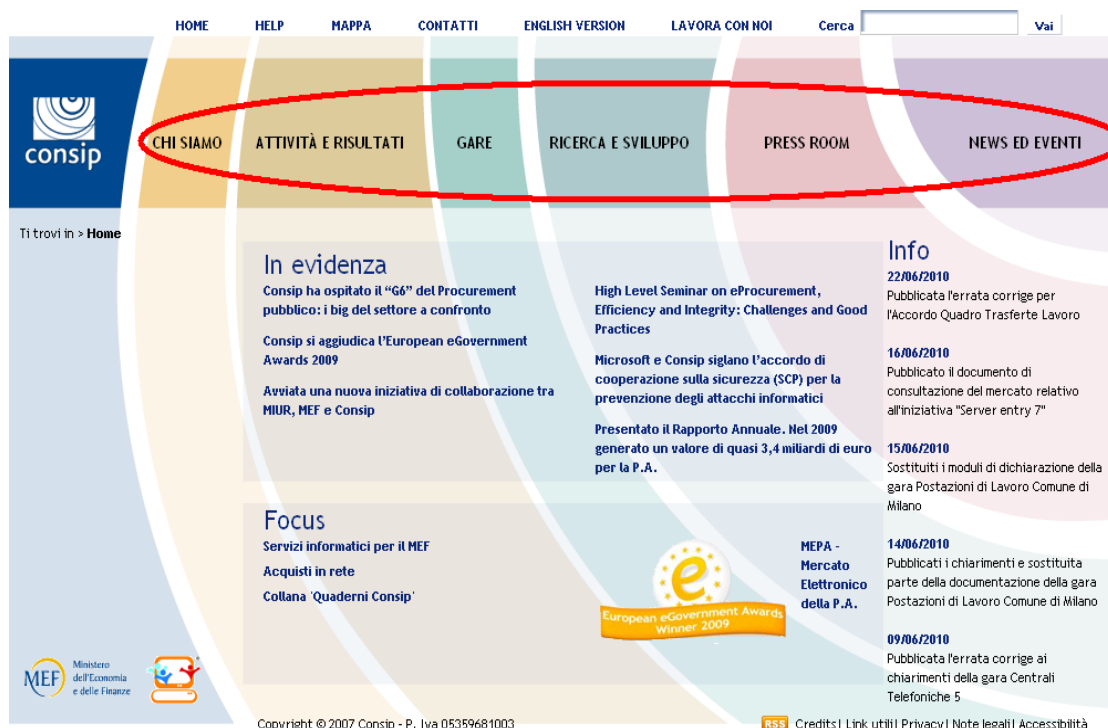 HOME HELP MAPPA CONTATTI ENGLISH VERSION LAVORA CON NOI Cerca Vai
consip
CHI SIAMO ATTIVITÀ E RISULTATI GARE RICERCA E SVILUPPO PRESS ROOM NEWS ED EVENTI
Ti trovi in > Home
In evidenza
Consip ha ospitato il “G6” del Procurement
pubblico: i big del settore a confronto
Consip si aggiudica l’European eGovernment
Awards 2009
Avviata una nuova iniziativa di collaborazione tra
MIUR, MEF e Consip
High Level Seminar on eProcurement,
Efficiency and Integrity: Challenges and Good
Practices
Microsoft e Consip siglano l’accordo di
cooperazione sulla sicurezza (SCP) per la
prevenzione degli attacchi informatici
Presentato il Rapporto Annuale. Nel 2009
generato un valore di quasi 3,4 miliardi di euro
per la P.A.
Info
22/06/2010
Pubblicata l'errata corrige per
l'Accordo Quadro Trasferte Lavoro
16/06/2010
Pubblicato il documento di
consultazione del mercato relativo
all'iniziativa "Server entry 7"
15/06/2010
Sostituiti i moduli di dichiarazione della
gara Postazioni di Lavoro Comune di
Milano
14/06/2010
Pubblicati i chiarimenti e sostituita
parte della documentazione della gara
Postazioni di Lavoro Comune di Milano
09/06/2010
Pubblicata l'errata corrige ai
chiarimenti della gara Centrali
Telefoniche 5
Focus
Servizi informatici per il MEF
Acquisti in rete
Collana 'Quaderni Consip'
e
European eGovernment Awards
Winner 2009
MEPA -
Mercato
Elettronico
della P.A.
MEF
Ministero
dell'Economia
e delle Finanze
Copyright © 2007 Consip - P. Iva 05359681003
RSS Credits| Link utili| Privacy| Note legali| Accessibilità